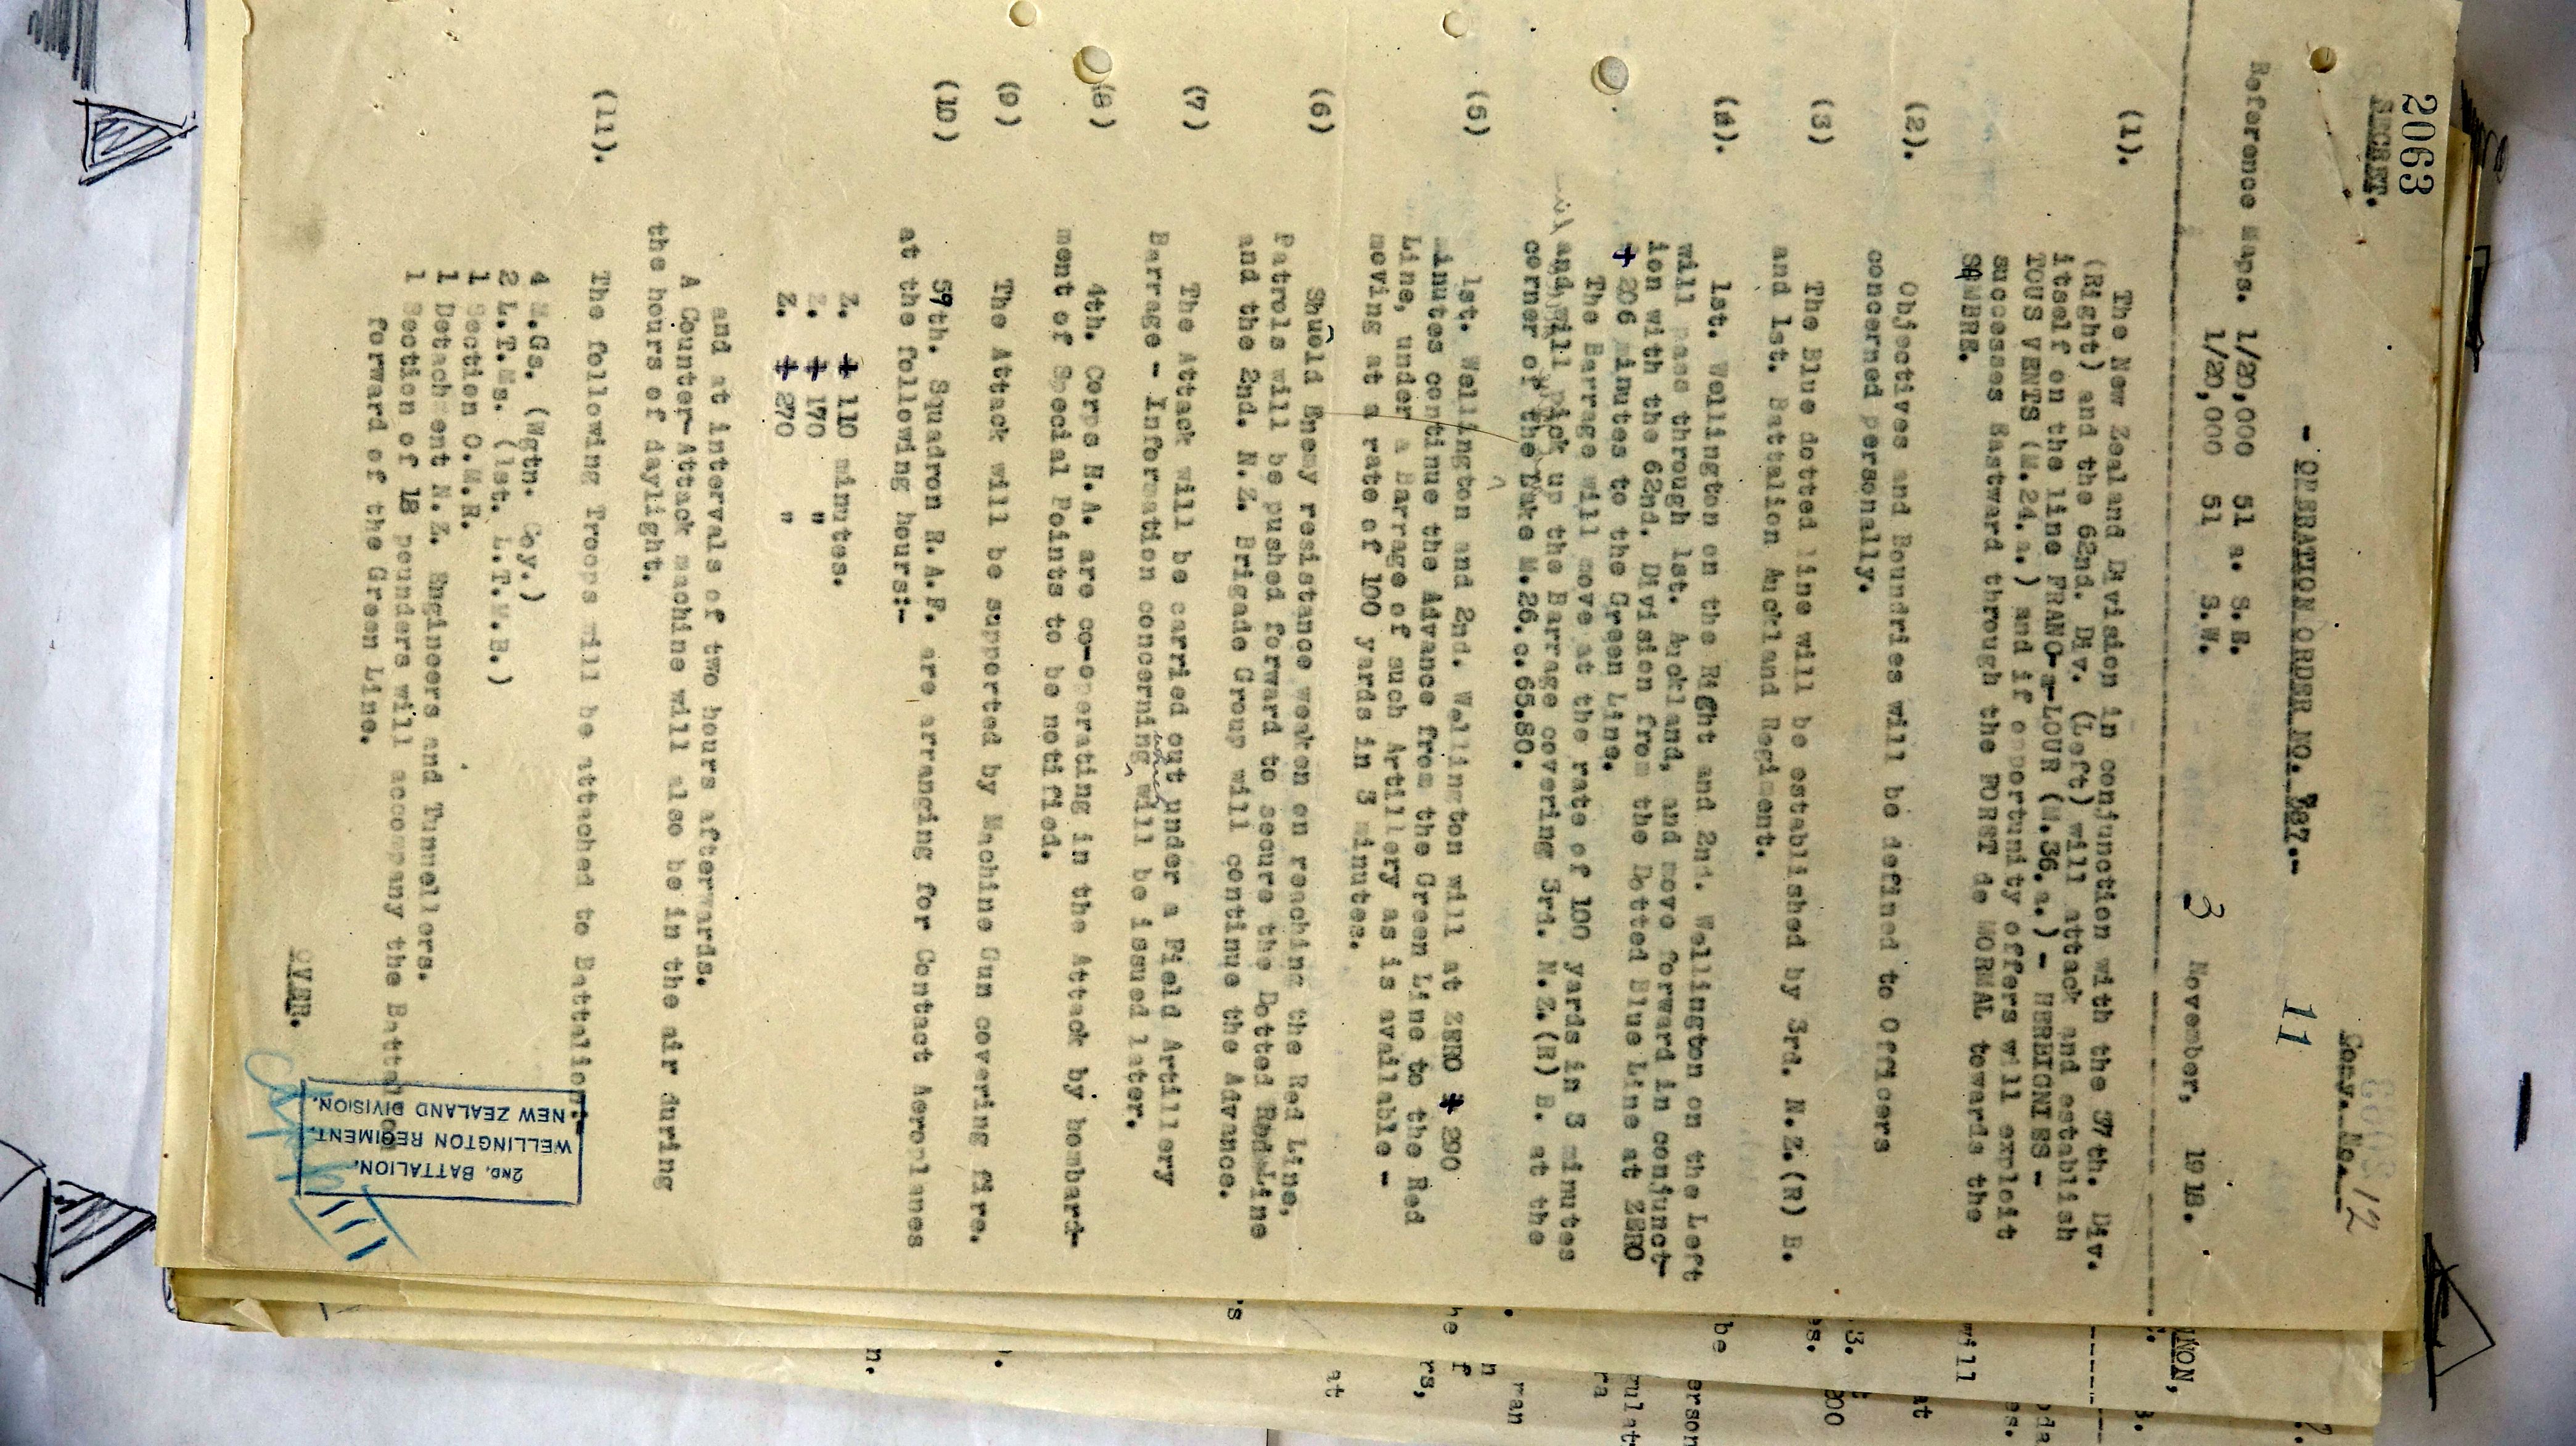 2063
SECRET.
Copy. No. 12
11
- OPERATION ORDER NO. 287.-
3 November, 1918.
Reference Maps. 1/20,000 51 a. S.E.
1/20,000 51 S.W.
(1). The New Zealand Division in conjunction with the 37th. Div.
(Right) and the 62nd. Div. (Left) will attack and establish
itself on the line FRANC-a-LOUR (M.36.a.) - HERBIGNIES -
TOUS VENTS (M.24.a.) and if opportunity offers will exploit
successes Eastward through the FORET de MORMAL towards the
SAMBRE.
(2). Objectives and Boundries will be defined to Officers
concerned personally.
(3) The Blue dotted line will be established by 3rd. N.Z.(R) B.
and 1st. Battalion Auckland Regiment.
(4). 1st. Wellington on the Right and 2nd. Wellington on the Left
will pass through 1st. Auckland, and move forward in conjunct-
ion with the 62nd. Division from the Dotted Blue Line at ZERO
+ 206 minutes to the Green Line.
The Barrage will move at the rate of 100 yards in 3 minutes
and will pick up the Barrage covering 3rd. N.Z.(R) B. at the
corner of the Lake M.26.c.65.80.
(5) 1st. Wellington and 2nd. Wellington will at ZERO + 290
minutes continue the Advance from the Green Line to the Red
Line, under a Barrage of such Artillery as is available -
moving at a rate of 100 yards in 3 minutes.
(6) Shuold Enemy resistance weaken on reaching the Red Line,
Patrols will be pushed forward to secure the Dotted Red Line
and the 2nd. N.Z. Brigade Group will continue the Advance.
(7) The Attack will be carried out under a Field Artillery
Barrage - Information concerning which will be issued later.
(8) 4th. Corps H.A. are co-operating in the Attack by bombard-
ment of Special Points to be notified.
(9) The Attack will be supported by Machine Gun covering fire.
(10) 59th. Squadron R.A.F. are arranging for Contact Aeroplanes
at the following hours:-
Z. + 110 minutes.
Z. + 170 "
Z. + 270 "
and at intervals of two hours afterwards.
A Counter-Attack machine will also be in the air during
the hours of daylight.
(11). The following Troops will be attached to Battalion:-
4 M.Gs. (Wgtn. Coy.)
2 L.T.Ms. (1st. L.T.M.B.)
1 Section O.M.R.
1 Detachment N.Z. Engineers and Tunnellers.
1 Section of 18 pounders will accompany the Battalion
forward of the Green Line.
OVER.
2ND. BATTALION.
WELLINGTON REGIMENT.
NEW ZEALAND DIVISION.